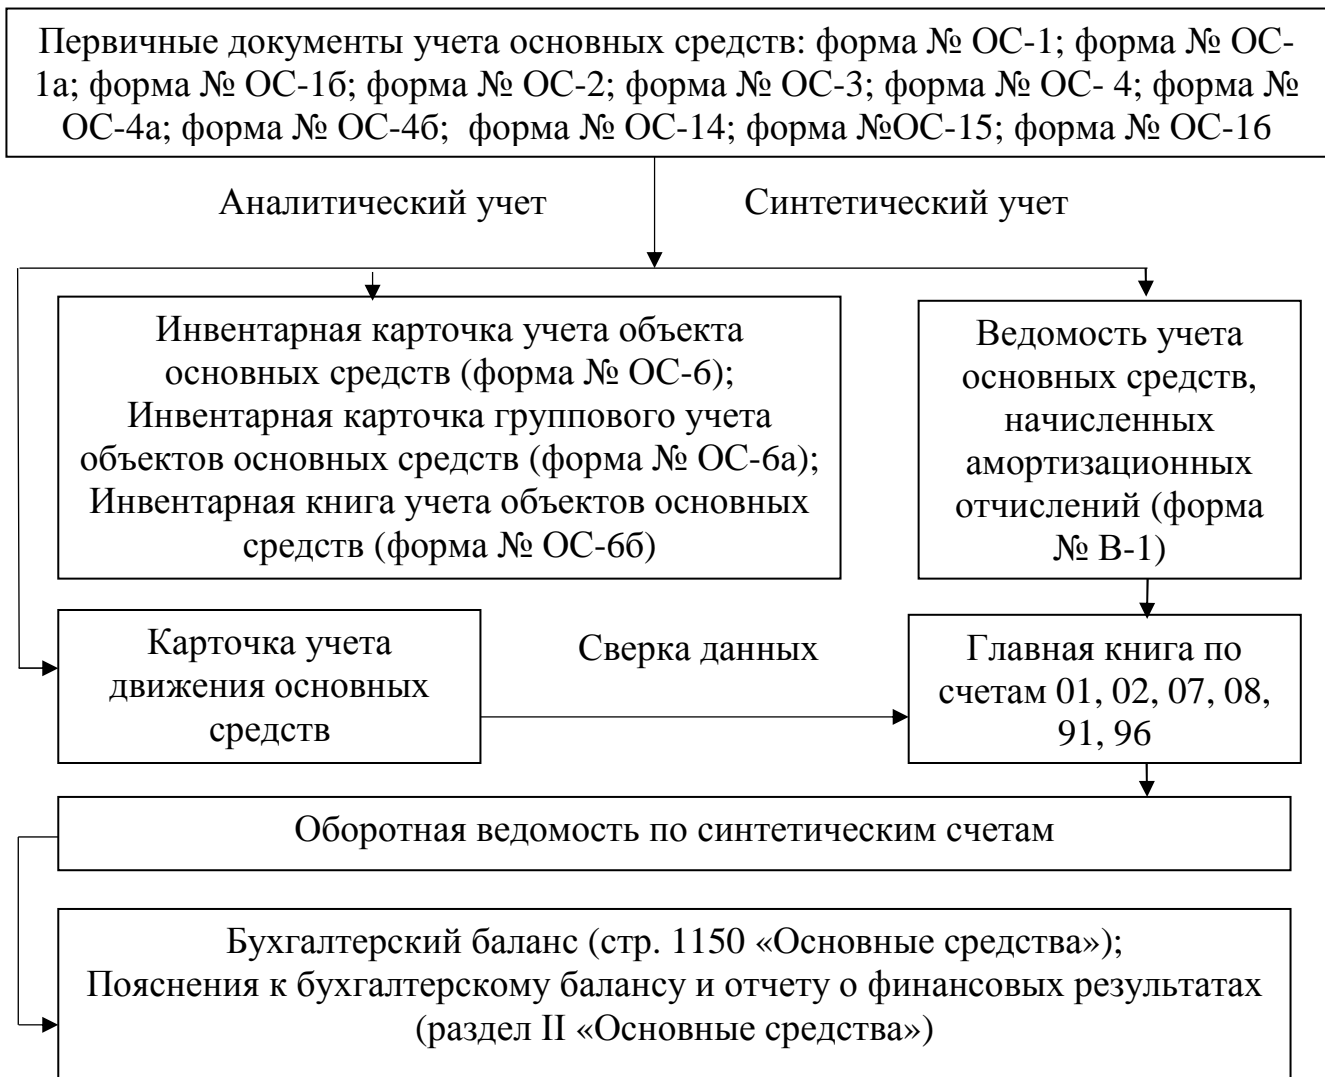 Первичные документы учета основных средств: форма № ОС-1; форма № ОС-
1а; форма № ОС-1б; форма № ОС-2; форма № ОС-3; форма № ОС- 4; форма №
ОС-4а; форма № ОС-4б; форма № ОС-14; форма №ОС-15; форма № ОС-16
Аналитический учет
Синтетический учет
Инвентарная карточка учета объекта
основных средств (форма № ОС-6);
Инвентарная карточка группового учета
объектов основных средств (форма № ОС-6а);
Инвентарная книга учета объектов основных
средств (форма № ОС-6б)
Ведомость учета
основных средств,
начисленных
амортизационных
отчислений (форма
№ В-1)
Карточка учета
движения основных
средств
Сверка данных
Главная книга по
счетам 01, 02, 07, 08,
91, 96
Оборотная ведомость по синтетическим счетам
Бухгалтерский баланс (стр. 1150 «Основные средства»);
Пояснения к бухгалтерскому балансу и отчету о финансовых результатах
(раздел II «Основные средства»)